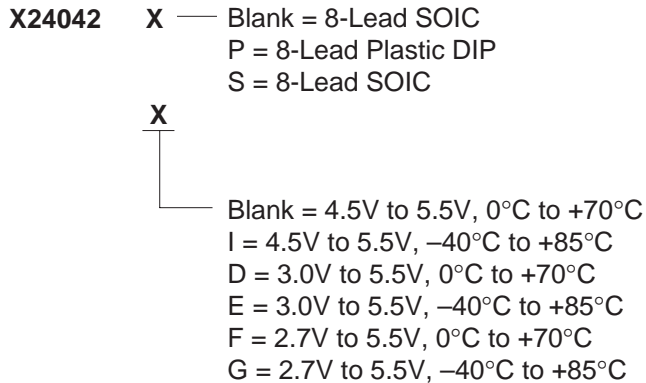 X24042 X Blank = 8-Lead SOIC
P = 8-Lead Plastic DIP
S = 8-Lead SOIC
X
Blank = 4.5V to 5.5V, 0°C to +70°C
I = 4.5V to 5.5V, –40°C to +85°C
D = 3.0V to 5.5V, 0°C to +70°C
E = 3.0V to 5.5V, –40°C to +85°C
F = 2.7V to 5.5V, 0°C to +70°C
G = 2.7V to 5.5V, –40°C to +85°C